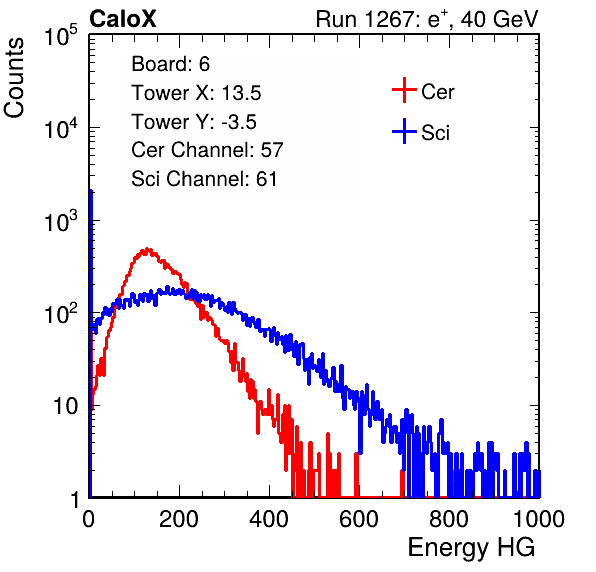 CaloX Run 1267: e⁺, 40 GeV
Counts
10⁵
10⁴
10³
10²
10
1
Board: 6
Tower X: 13.5
Tower Y: -3.5
Cer Channel: 57
Sci Channel: 61
Cer
Sci
0 200 400 600 800 1000
Energy HG